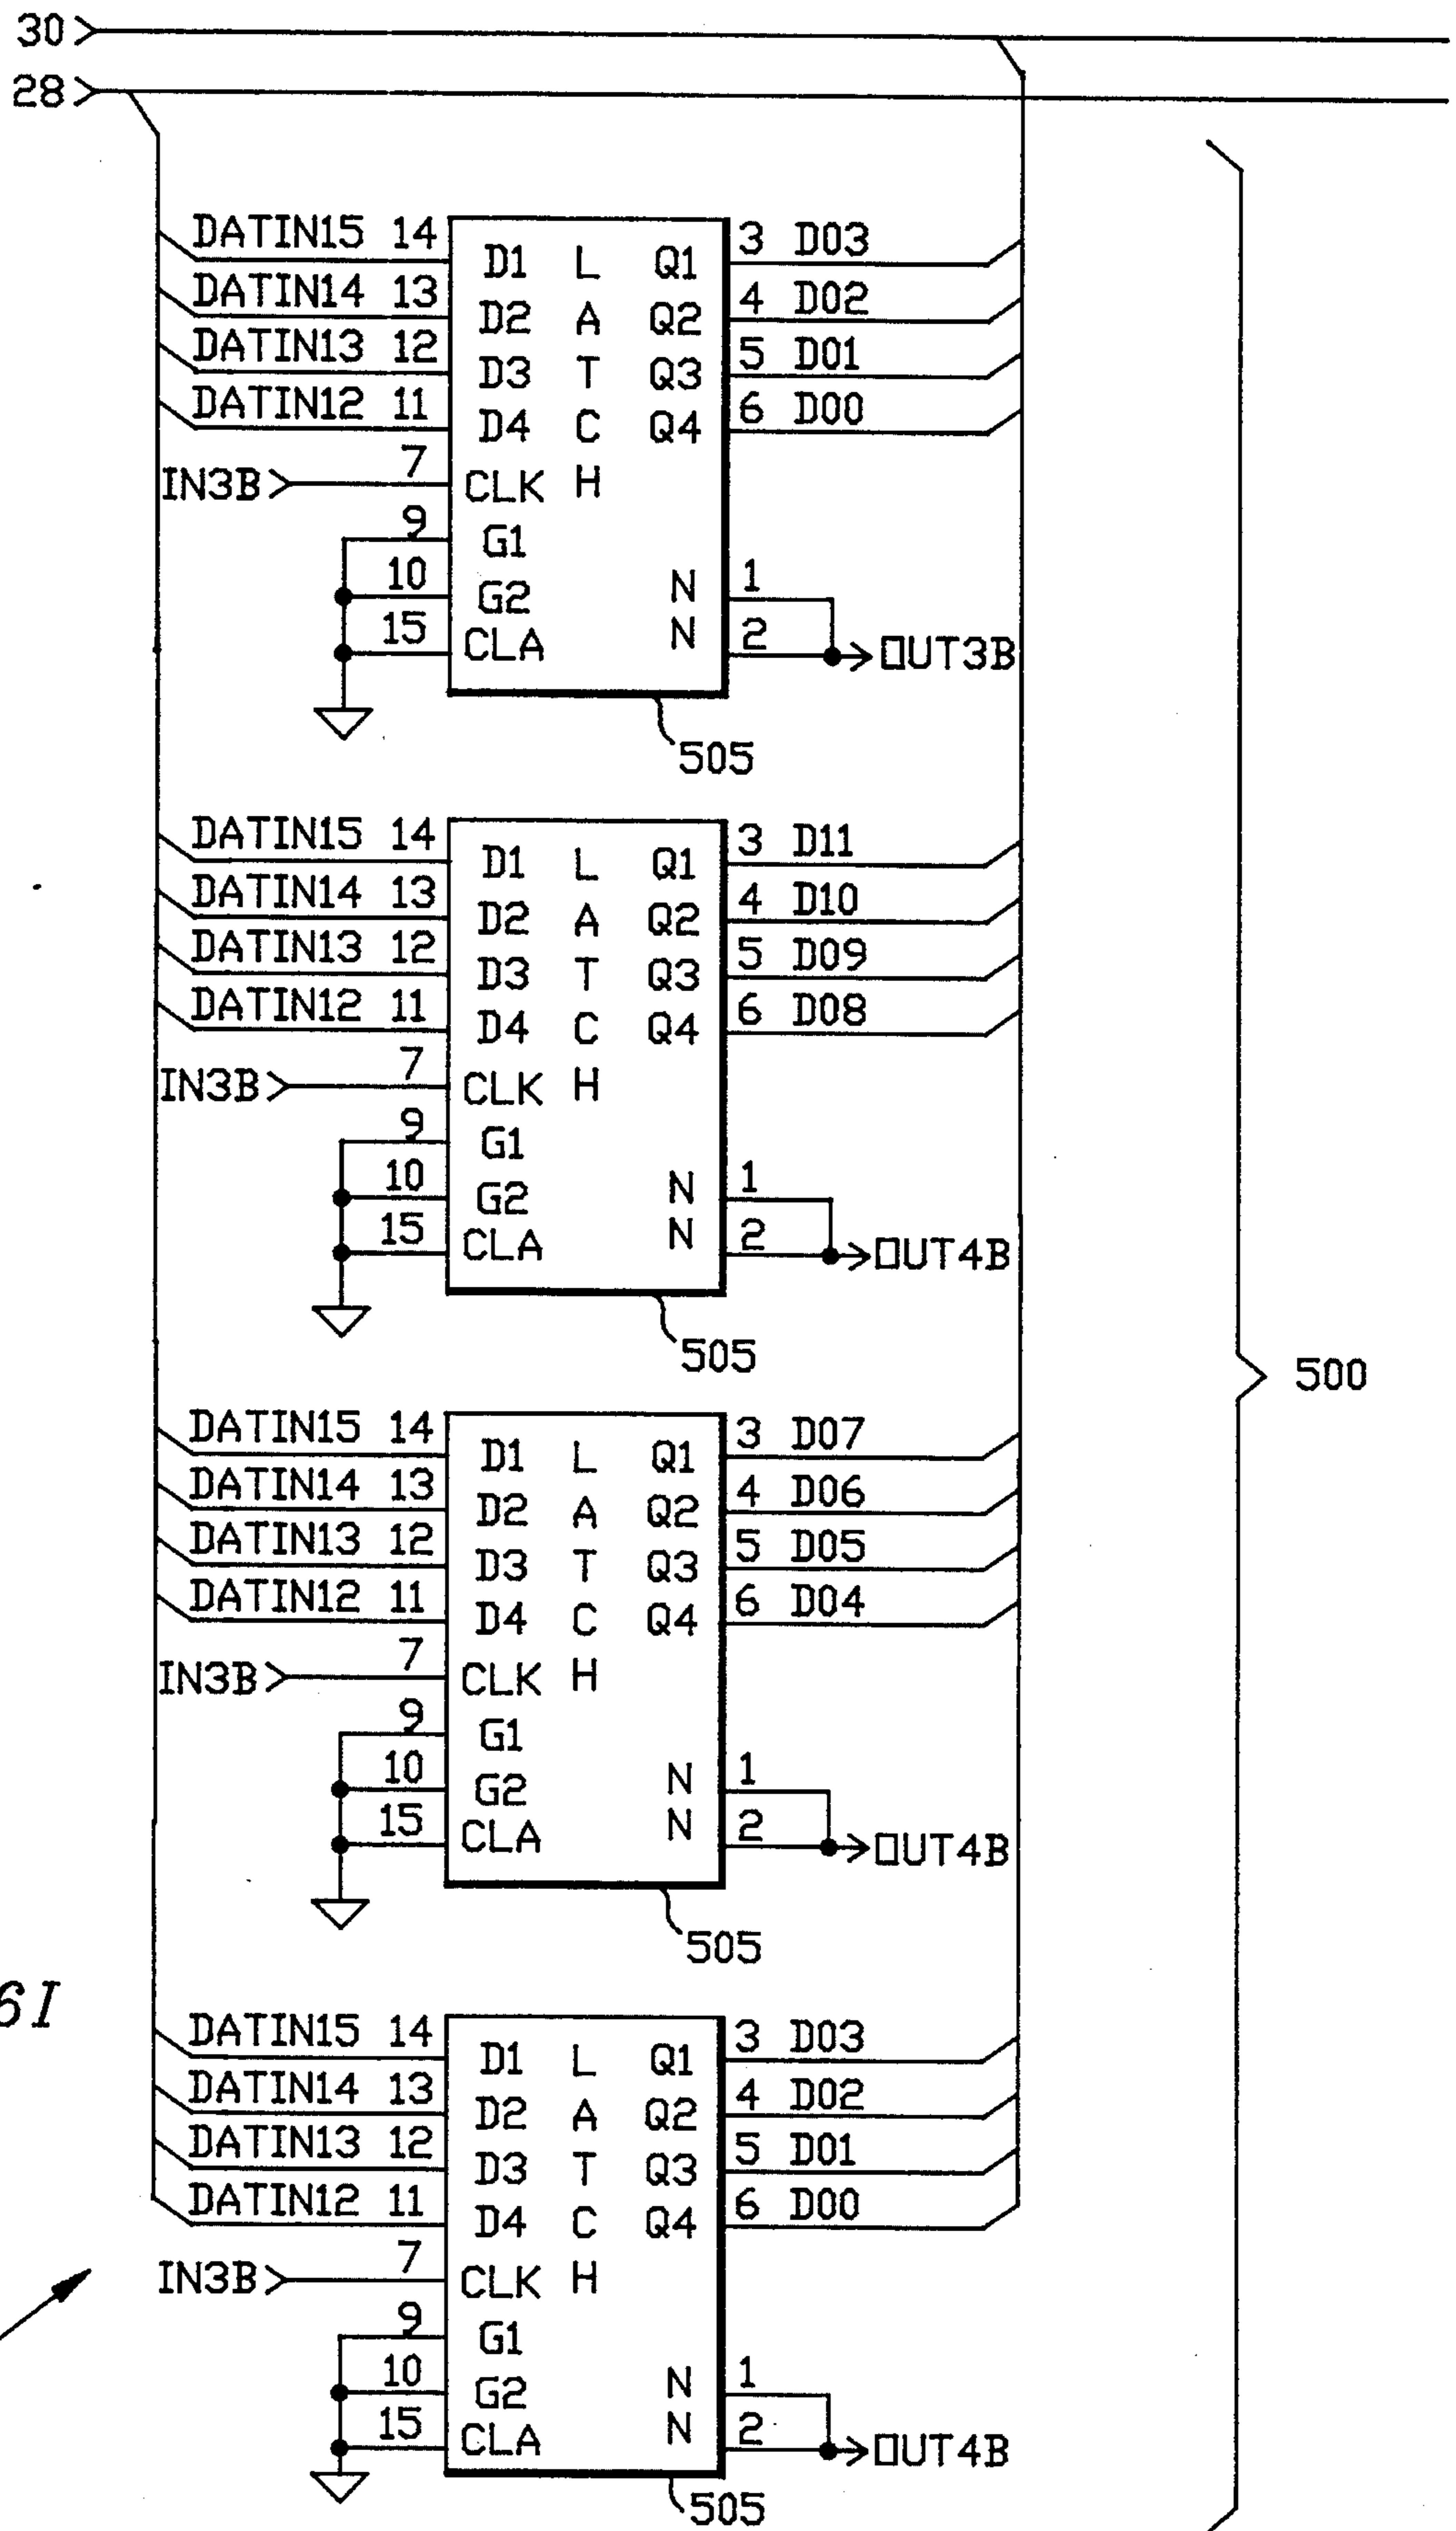 30
28
DATIN15 14 D1 L Q1 3 D03
DATIN14 13 D2 A Q2 4 D02
DATIN13 12 D3 T Q3 5 D01
DATIN12 11 D4 C Q4 6 D00
IN3B 7 CLK H
9 G1
10 G2 N 1
15 CLA N 2 OUT3B
505
DATIN15 14 D1 L Q1 3 D11
DATIN14 13 D2 A Q2 4 D10
DATIN13 12 D3 T Q3 5 D09
DATIN12 11 D4 C Q4 6 D08
IN3B 7 CLK H
9 G1
10 G2 N 1
15 CLA N 2 OUT4B
505
500
DATIN15 14 D1 L Q1 3 D07
DATIN14 13 D2 A Q2 4 D06
DATIN13 12 D3 T Q3 5 D05
DATIN12 11 D4 C Q4 6 D04
IN3B 7 CLK H
9 G1
10 G2 N 1
15 CLA N 2 OUT4B
505
6I
DATIN15 14 D1 L Q1 3 D03
DATIN14 13 D2 A Q2 4 D02
DATIN13 12 D3 T Q3 5 D01
DATIN12 11 D4 C Q4 6 D00
IN3B 7 CLK H
9 G1
10 G2 N 1
15 CLA N 2 OUT4B
505